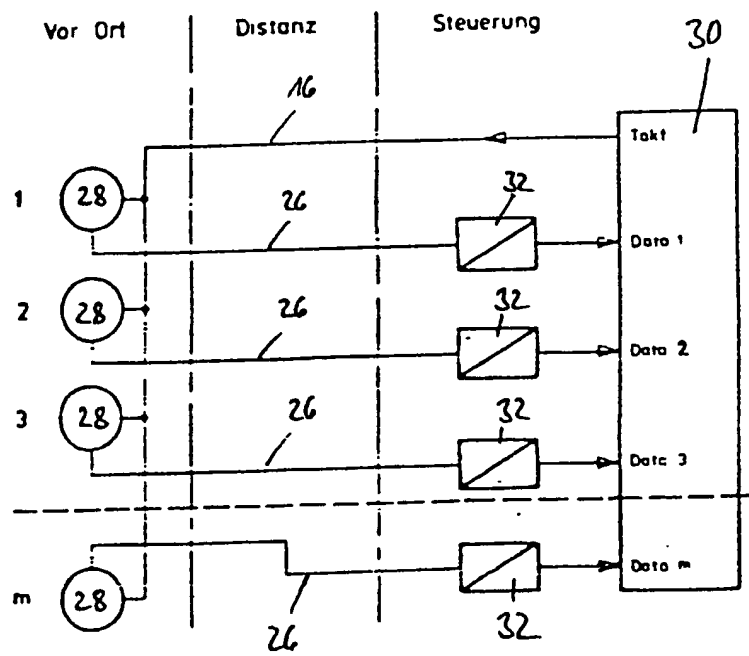 Vor Ort Distanz Steuerung
30
16
Takt
1 28 26 32 Data 1
2 28 26 32 Data 2
3 28 26 32 Data 3
m 28 26 32 Data m